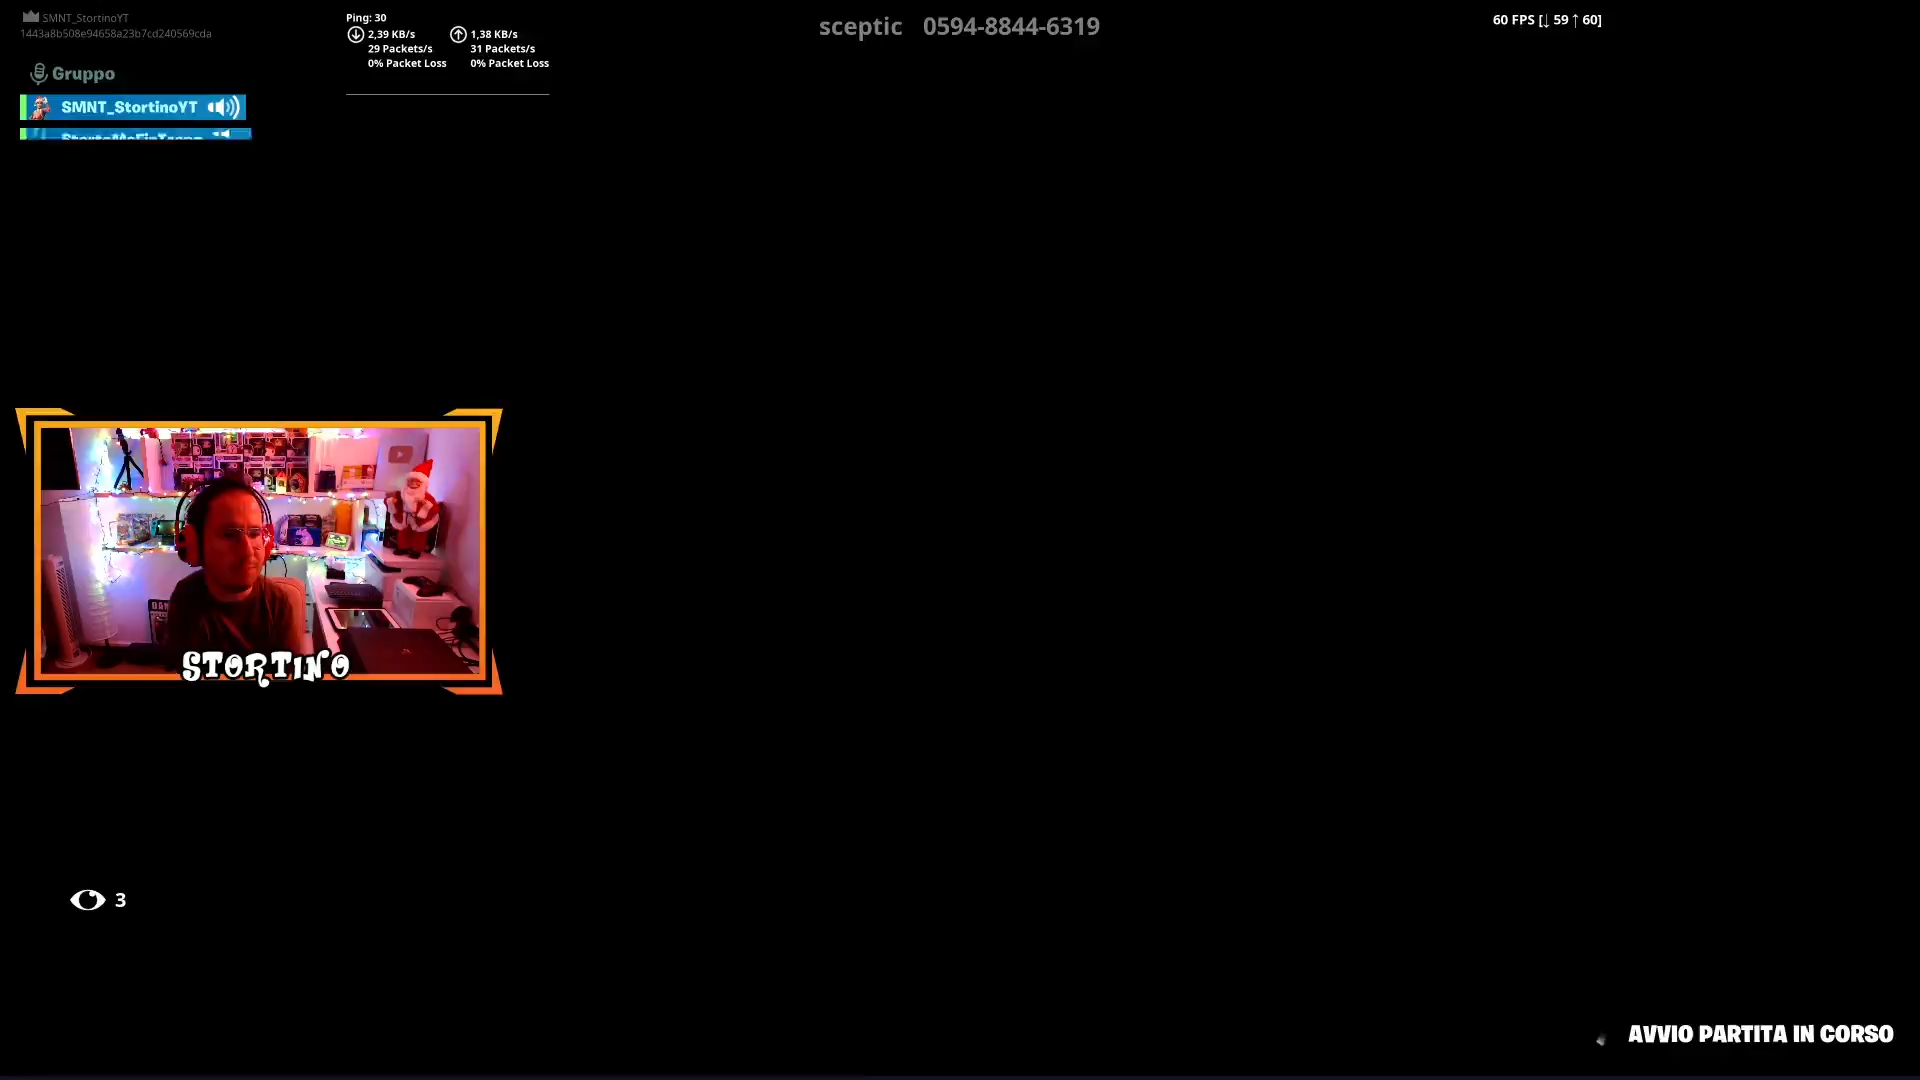 SMNT_StortinoYT
1443a8b508e94658a23b7cd240569cda
Gruppo
SMNT_StortinoYT
Ping: 30
2,39 KB/s 1,38 KB/s
29 Packets/s 31 Packets/s
0% Packet Loss 0% Packet Loss
sceptic 0594-8844-6319
60 FPS [↓ 59 ↑ 60]
STORTINO
3
AVVIO PARTITA IN CORSO